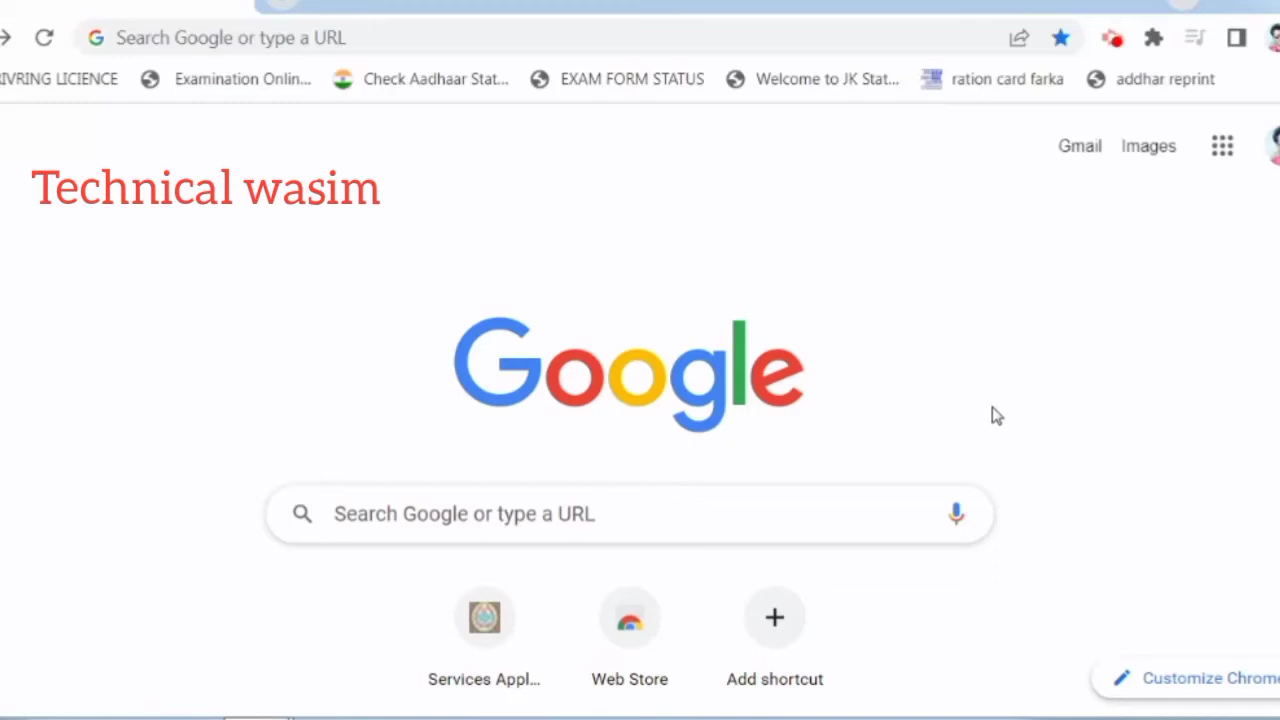 Search Google or type a URL
IVRING LICIENCE Examination Onlin... Check Aadhaar Stat... EXAM FORM STATUS Welcome to JK Stat... ration card farka addhar reprint
Gmail Images
Technical wasim
Google
Search Google or type a URL
Services Appl... Web Store Add shortcut
Customize Chrome